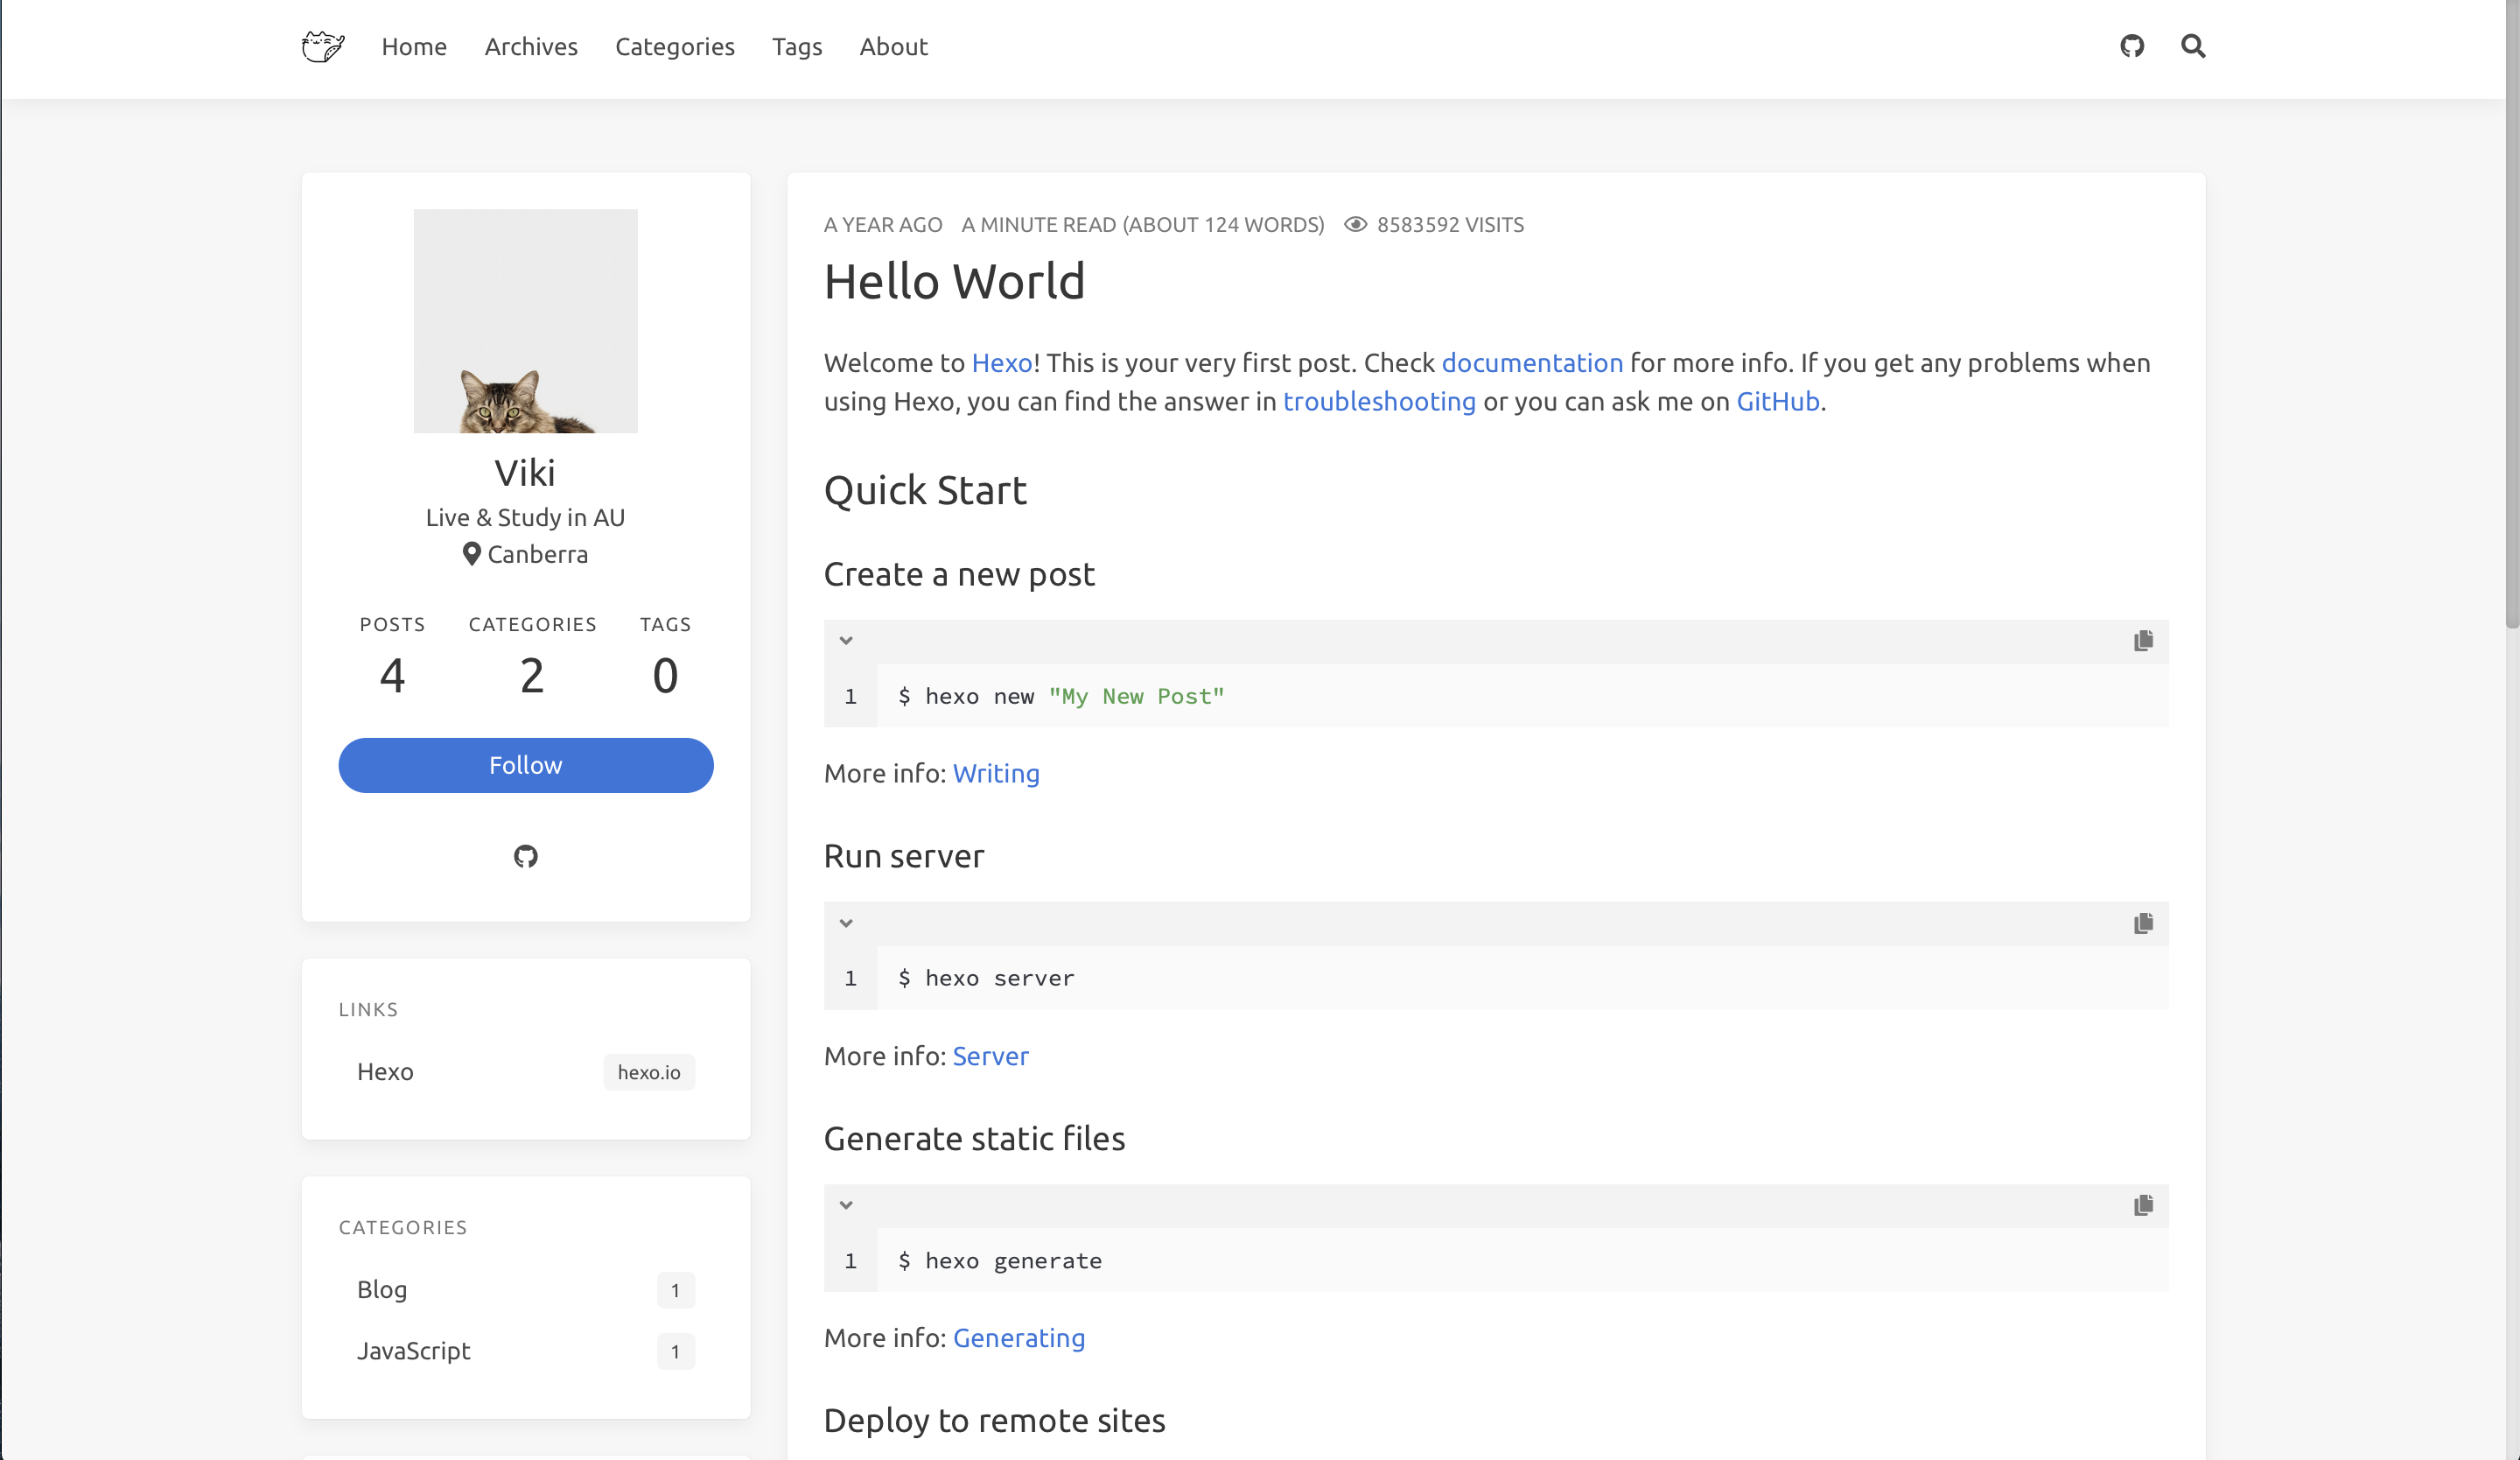 Home Archives Categories Tags About
Viki
Live & Study in AU
Canberra
POSTS CATEGORIES TAGS
4 2 0
Follow
LINKS
Hexo hexo.io
CATEGORIES
Blog 1
JavaScript 1
A YEAR AGO A MINUTE READ (ABOUT 124 WORDS) 8583592 VISITS
Hello World
Welcome to Hexo! This is your very first post. Check documentation for more info. If you get any problems when
using Hexo, you can find the answer in troubleshooting or you can ask me on GitHub.
Quick Start
Create a new post
1 $ hexo new "My New Post"
More info: Writing
Run server
1 $ hexo server
More info: Server
Generate static files
1 $ hexo generate
More info: Generating
Deploy to remote sites